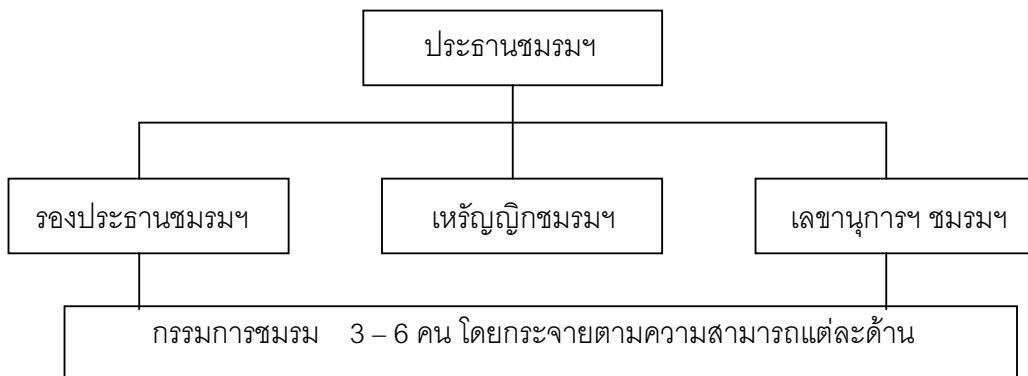 ประธานชมรมฯ
รองประธานชมรมฯ
เหรัญญิกชมรมฯ
เลขานุการฯ ชมรมฯ
กรรมการชมรม 3 – 6 คน โดยกระจายตามความสามารถแต่ละด้าน